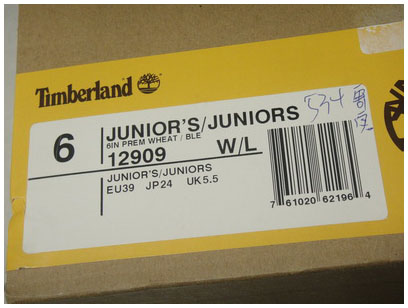 Timberland
6
JUNIOR'S/JUNIORS
6IN PREM WHEAT / BLE
12909 W/L
JUNIOR'S/JUNIORS
EU39 JP24 UK5.5
7 61020 62196 4
534